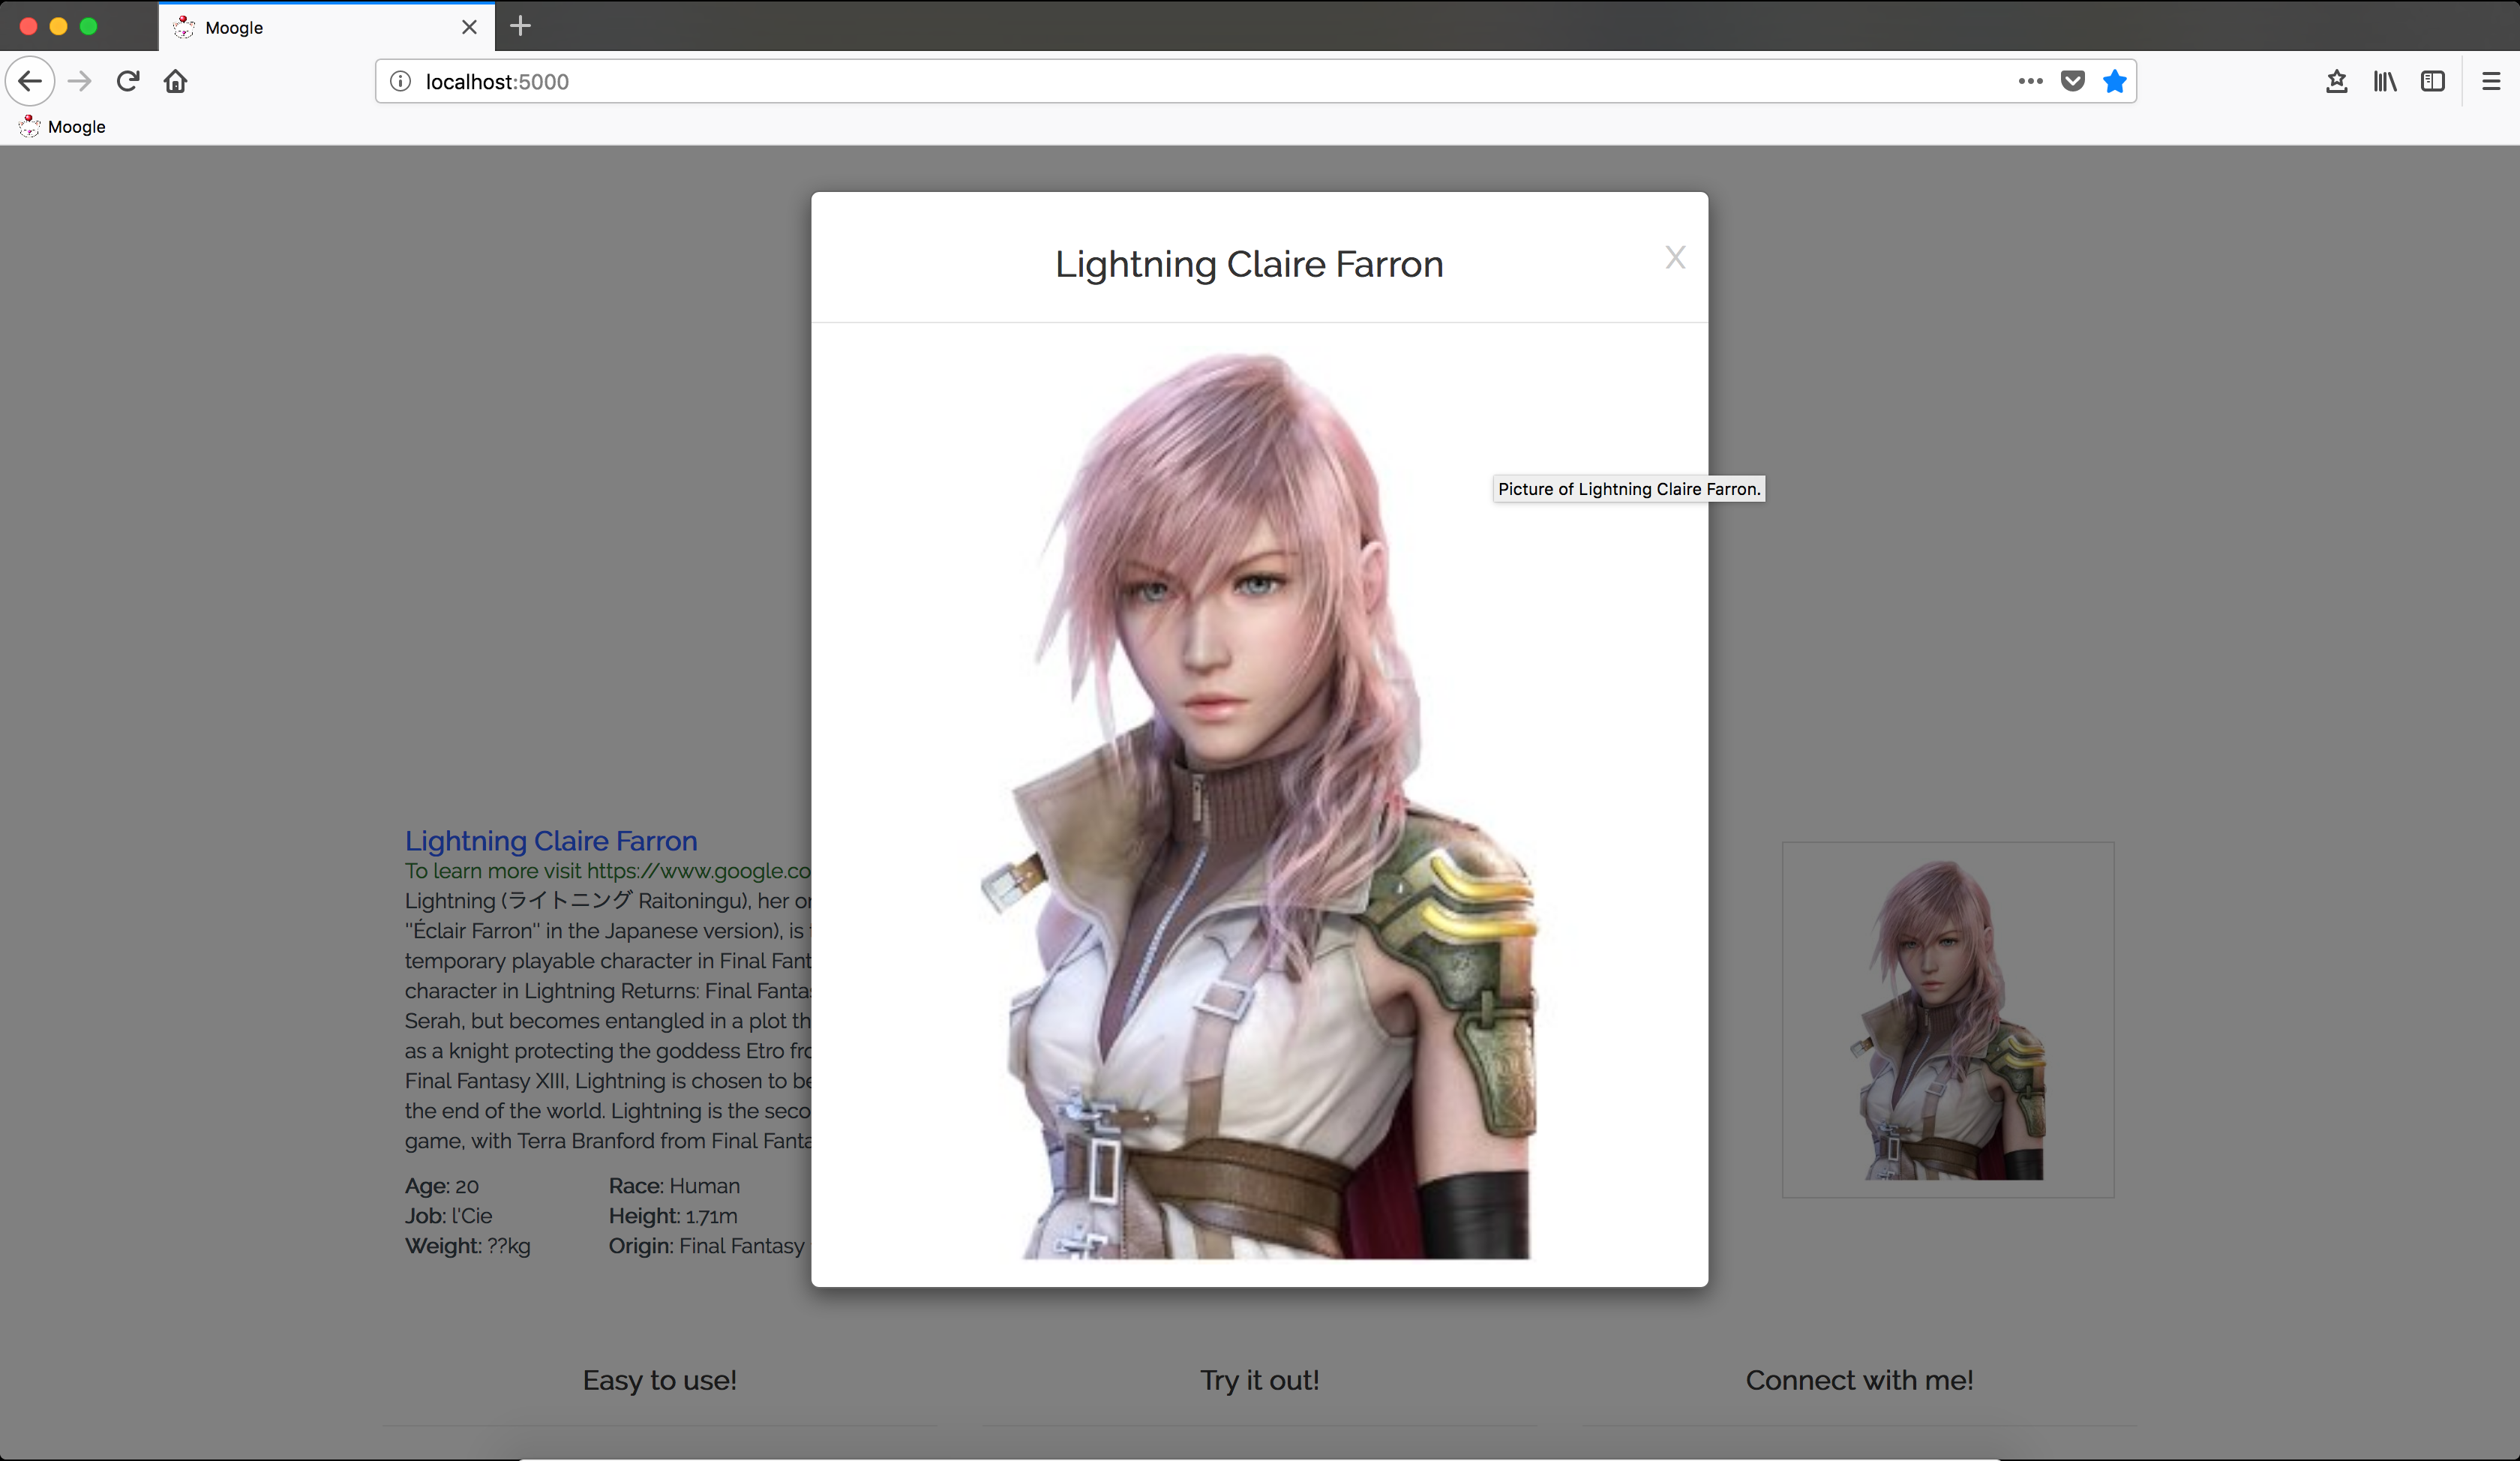 Moogle
localhost:5000
Moogle
Lightning Claire Farron
X
Picture of Lightning Claire Farron.
Lightning Claire Farron
To learn more visit https://www.google.co
Lightning (ライトニング Raitoningu), her or
"Éclair Farron" in the Japanese version), is
temporary playable character in Final Fant
character in Lightning Returns: Final Fantas
Serah, but becomes entangled in a plot th
as a knight protecting the goddess Etro fro
Final Fantasy XIII, Lightning is chosen to be
the end of the world. Lightning is the seco
game, with Terra Branford from Final Fanta
Age: 20 Race: Human
Job: l'Cie Height: 1.71m
Weight: ??kg Origin: Final Fantasy
Easy to use! Try it out! Connect with me!